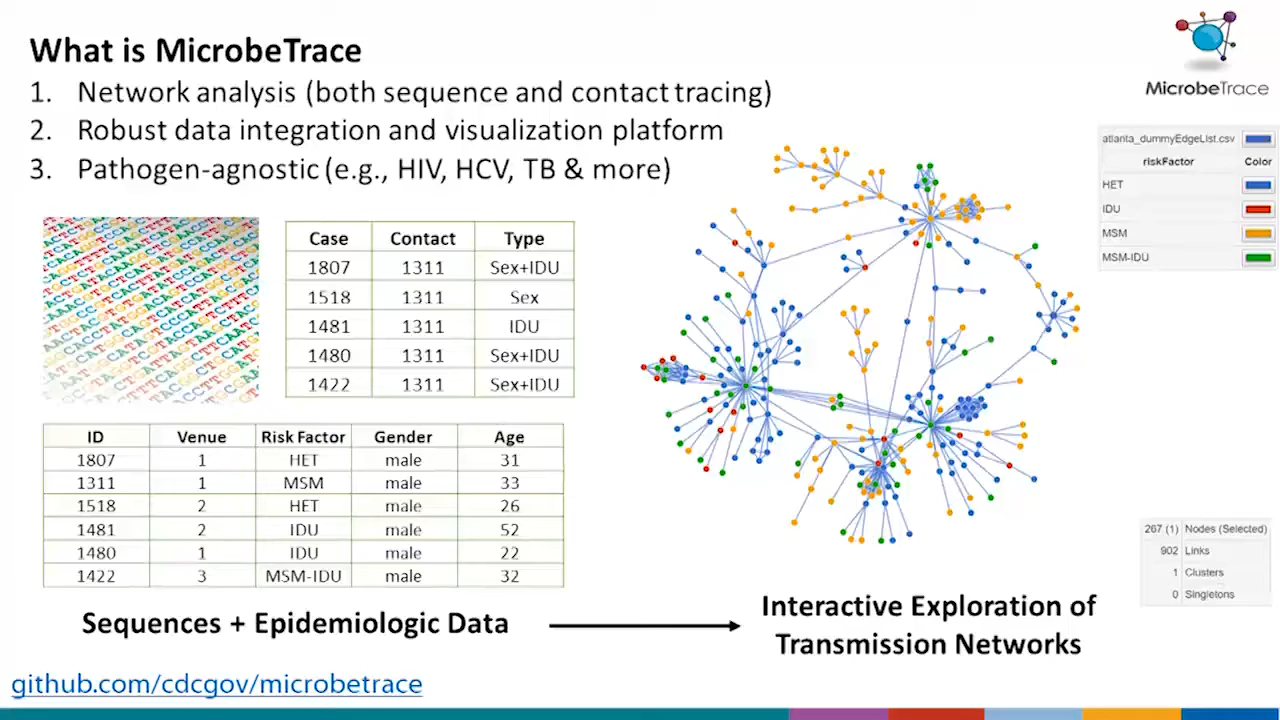 What is MicrobeTrace
1. Network analysis (both sequence and contact tracing)
2. Robust data integration and visualization platform
3. Pathogen-agnostic (e.g., HIV, HCV, TB & more)
MicrobeTrace
atlanta_dummyEdgeList.csv
riskFactor Color
HET
IDU
MSM
MSM-IDU
Case Contact Type
1807 1311 Sex+IDU
1518 1311 Sex
1481 1311 IDU
1480 1311 Sex+IDU
1422 1311 Sex+IDU
ID Venue Risk Factor Gender Age
1807 1 HET male 31
1311 1 MSM male 33
1518 2 HET male 26
1481 2 IDU male 52
1480 1 IDU male 22
1422 3 MSM-IDU male 32
267 (1) Nodes (Selected)
902 Links
1 Clusters
0 Singletons
Sequences + Epidemiologic Data
Interactive Exploration of
Transmission Networks
github.com/cdcgov/microbetrace